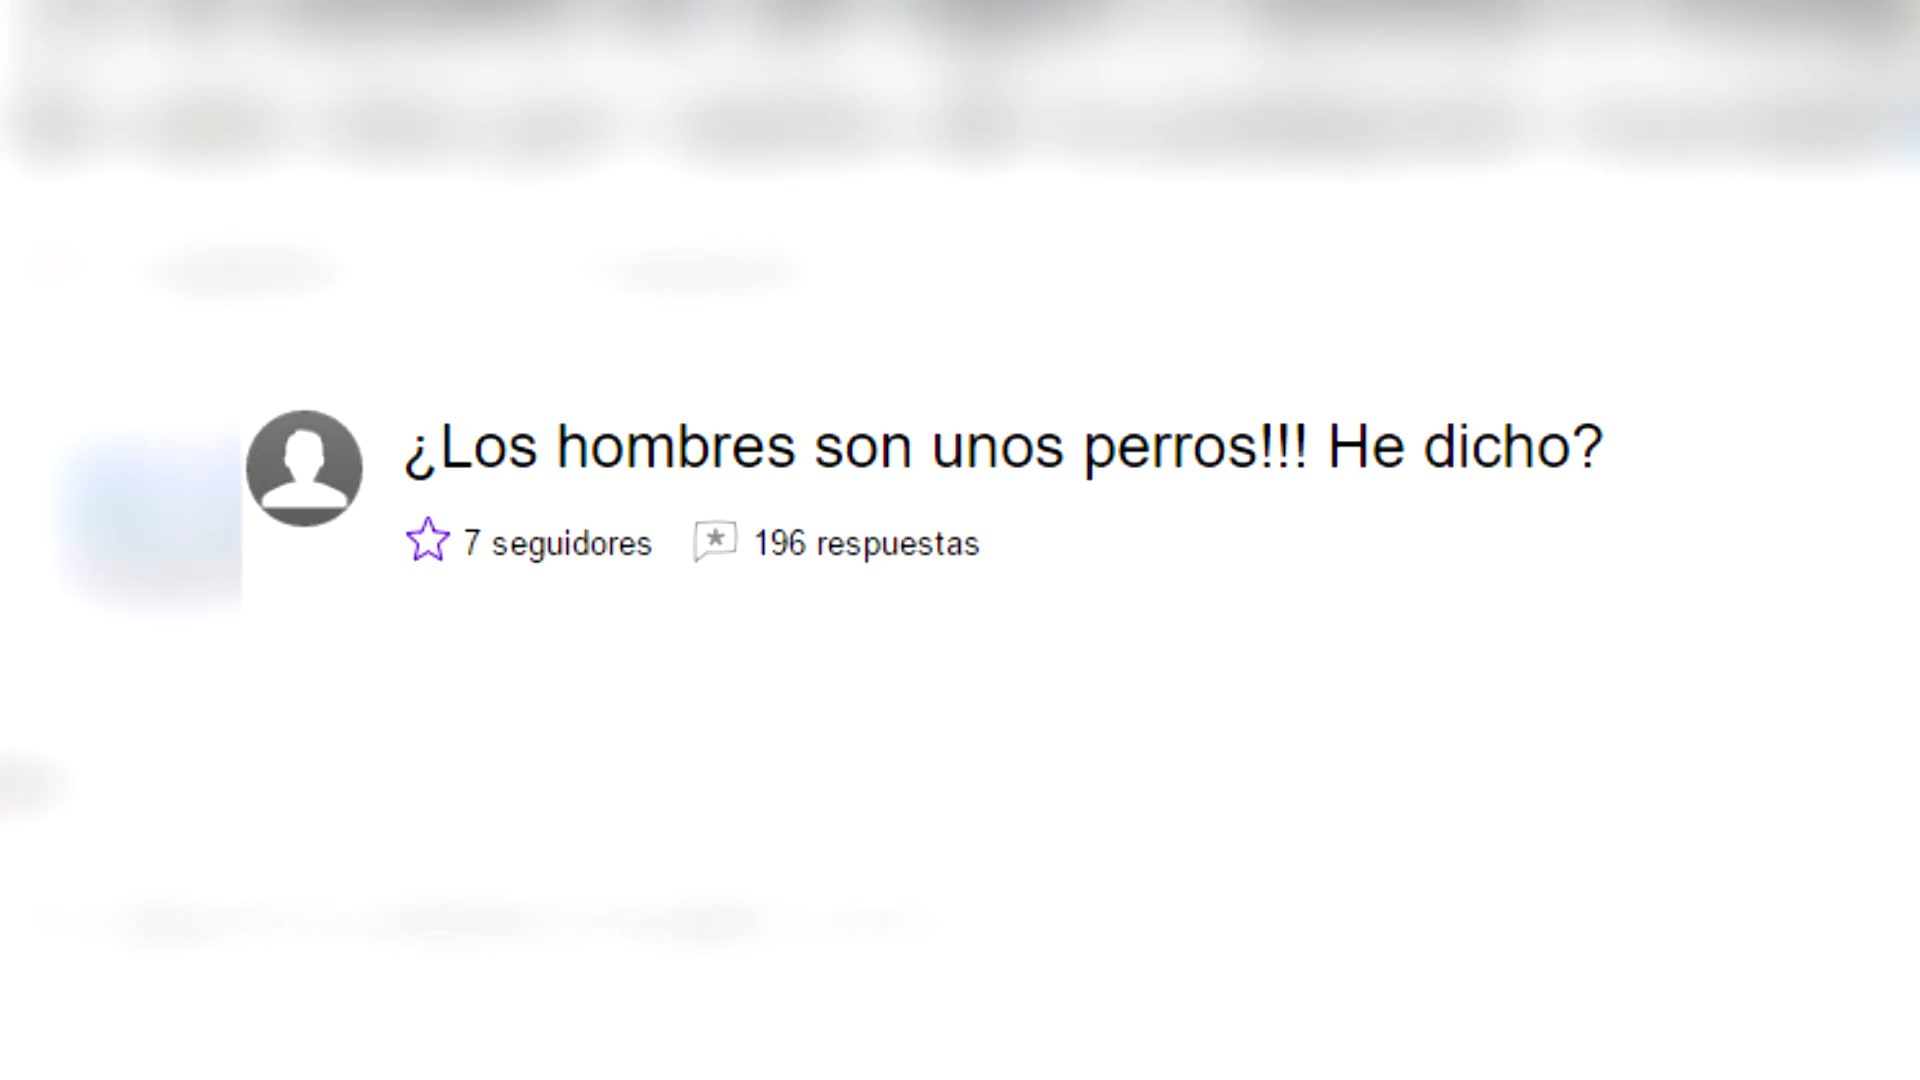 ¿Los hombres son unos perros!!! He dicho?
7 seguidores 196 respuestas